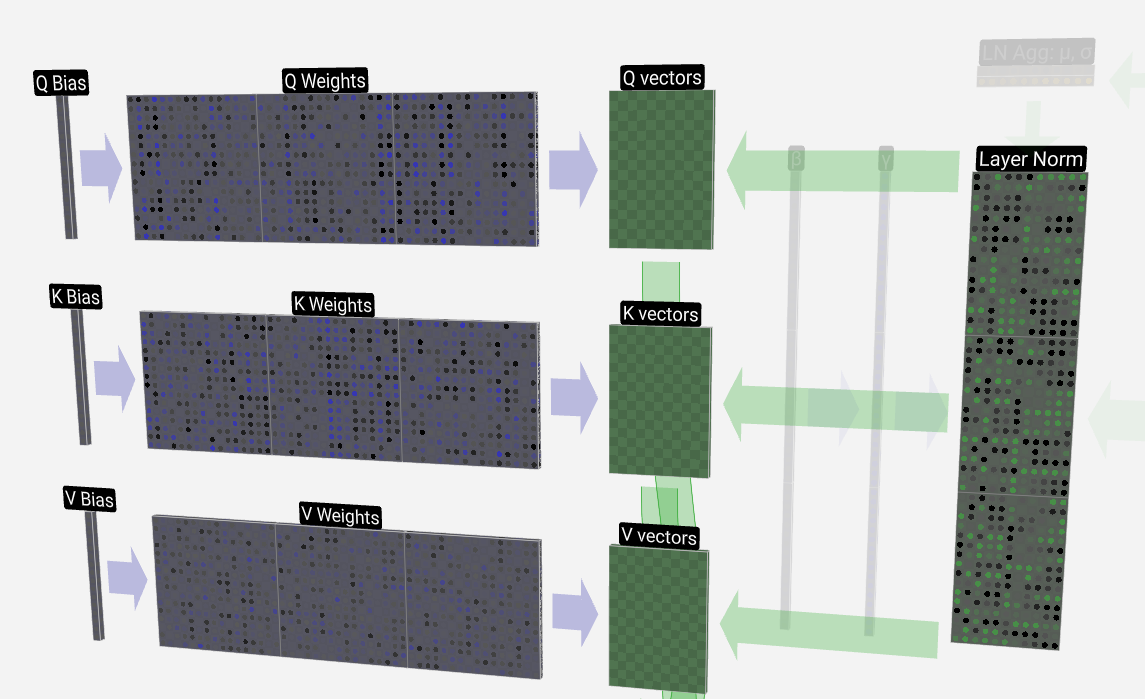 LN Agg: μ, σ
Q Bias
Q Weights
Q vectors
β
γ
Layer Norm
K Bias
K Weights
K vectors
V Bias
V Weights
V vectors